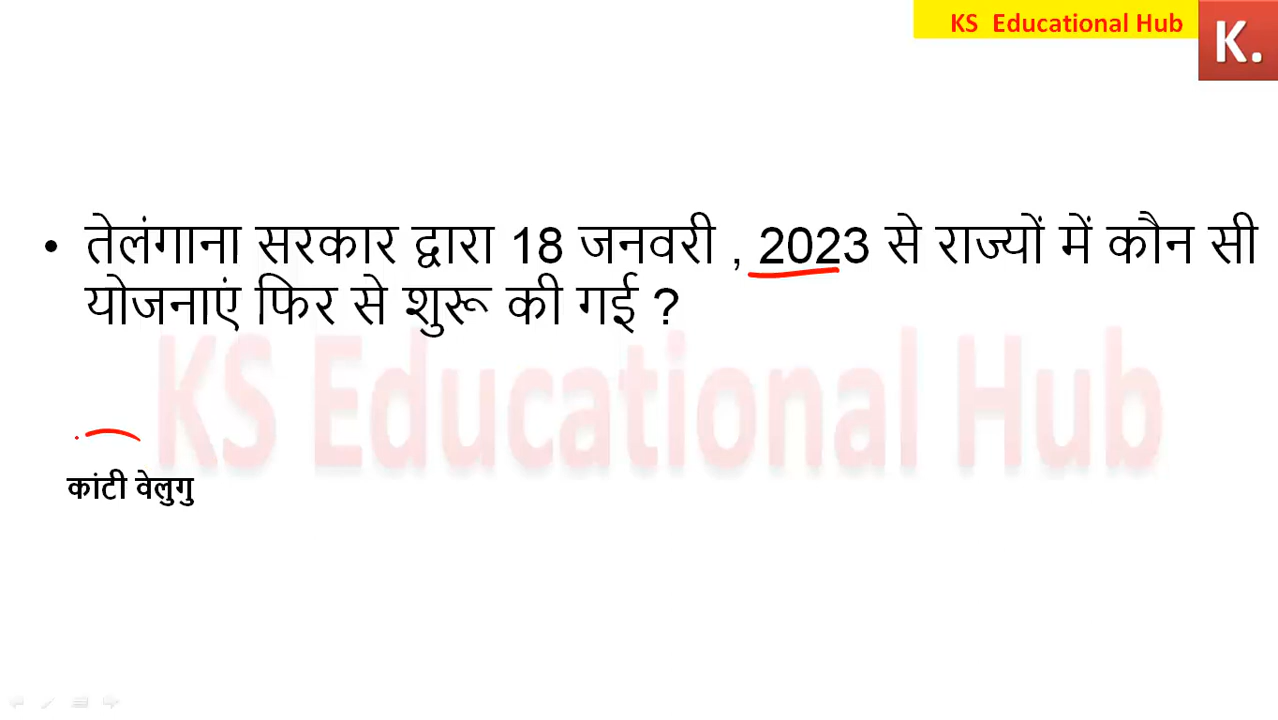 KS Educational Hub
K.
• तेलंगाना सरकार द्वारा 18 जनवरी , 2023 से राज्यों में कौन सी
योजनाएं फिर से शुरू की गई ?
KS Educational Hub
कांटी वेलुगु